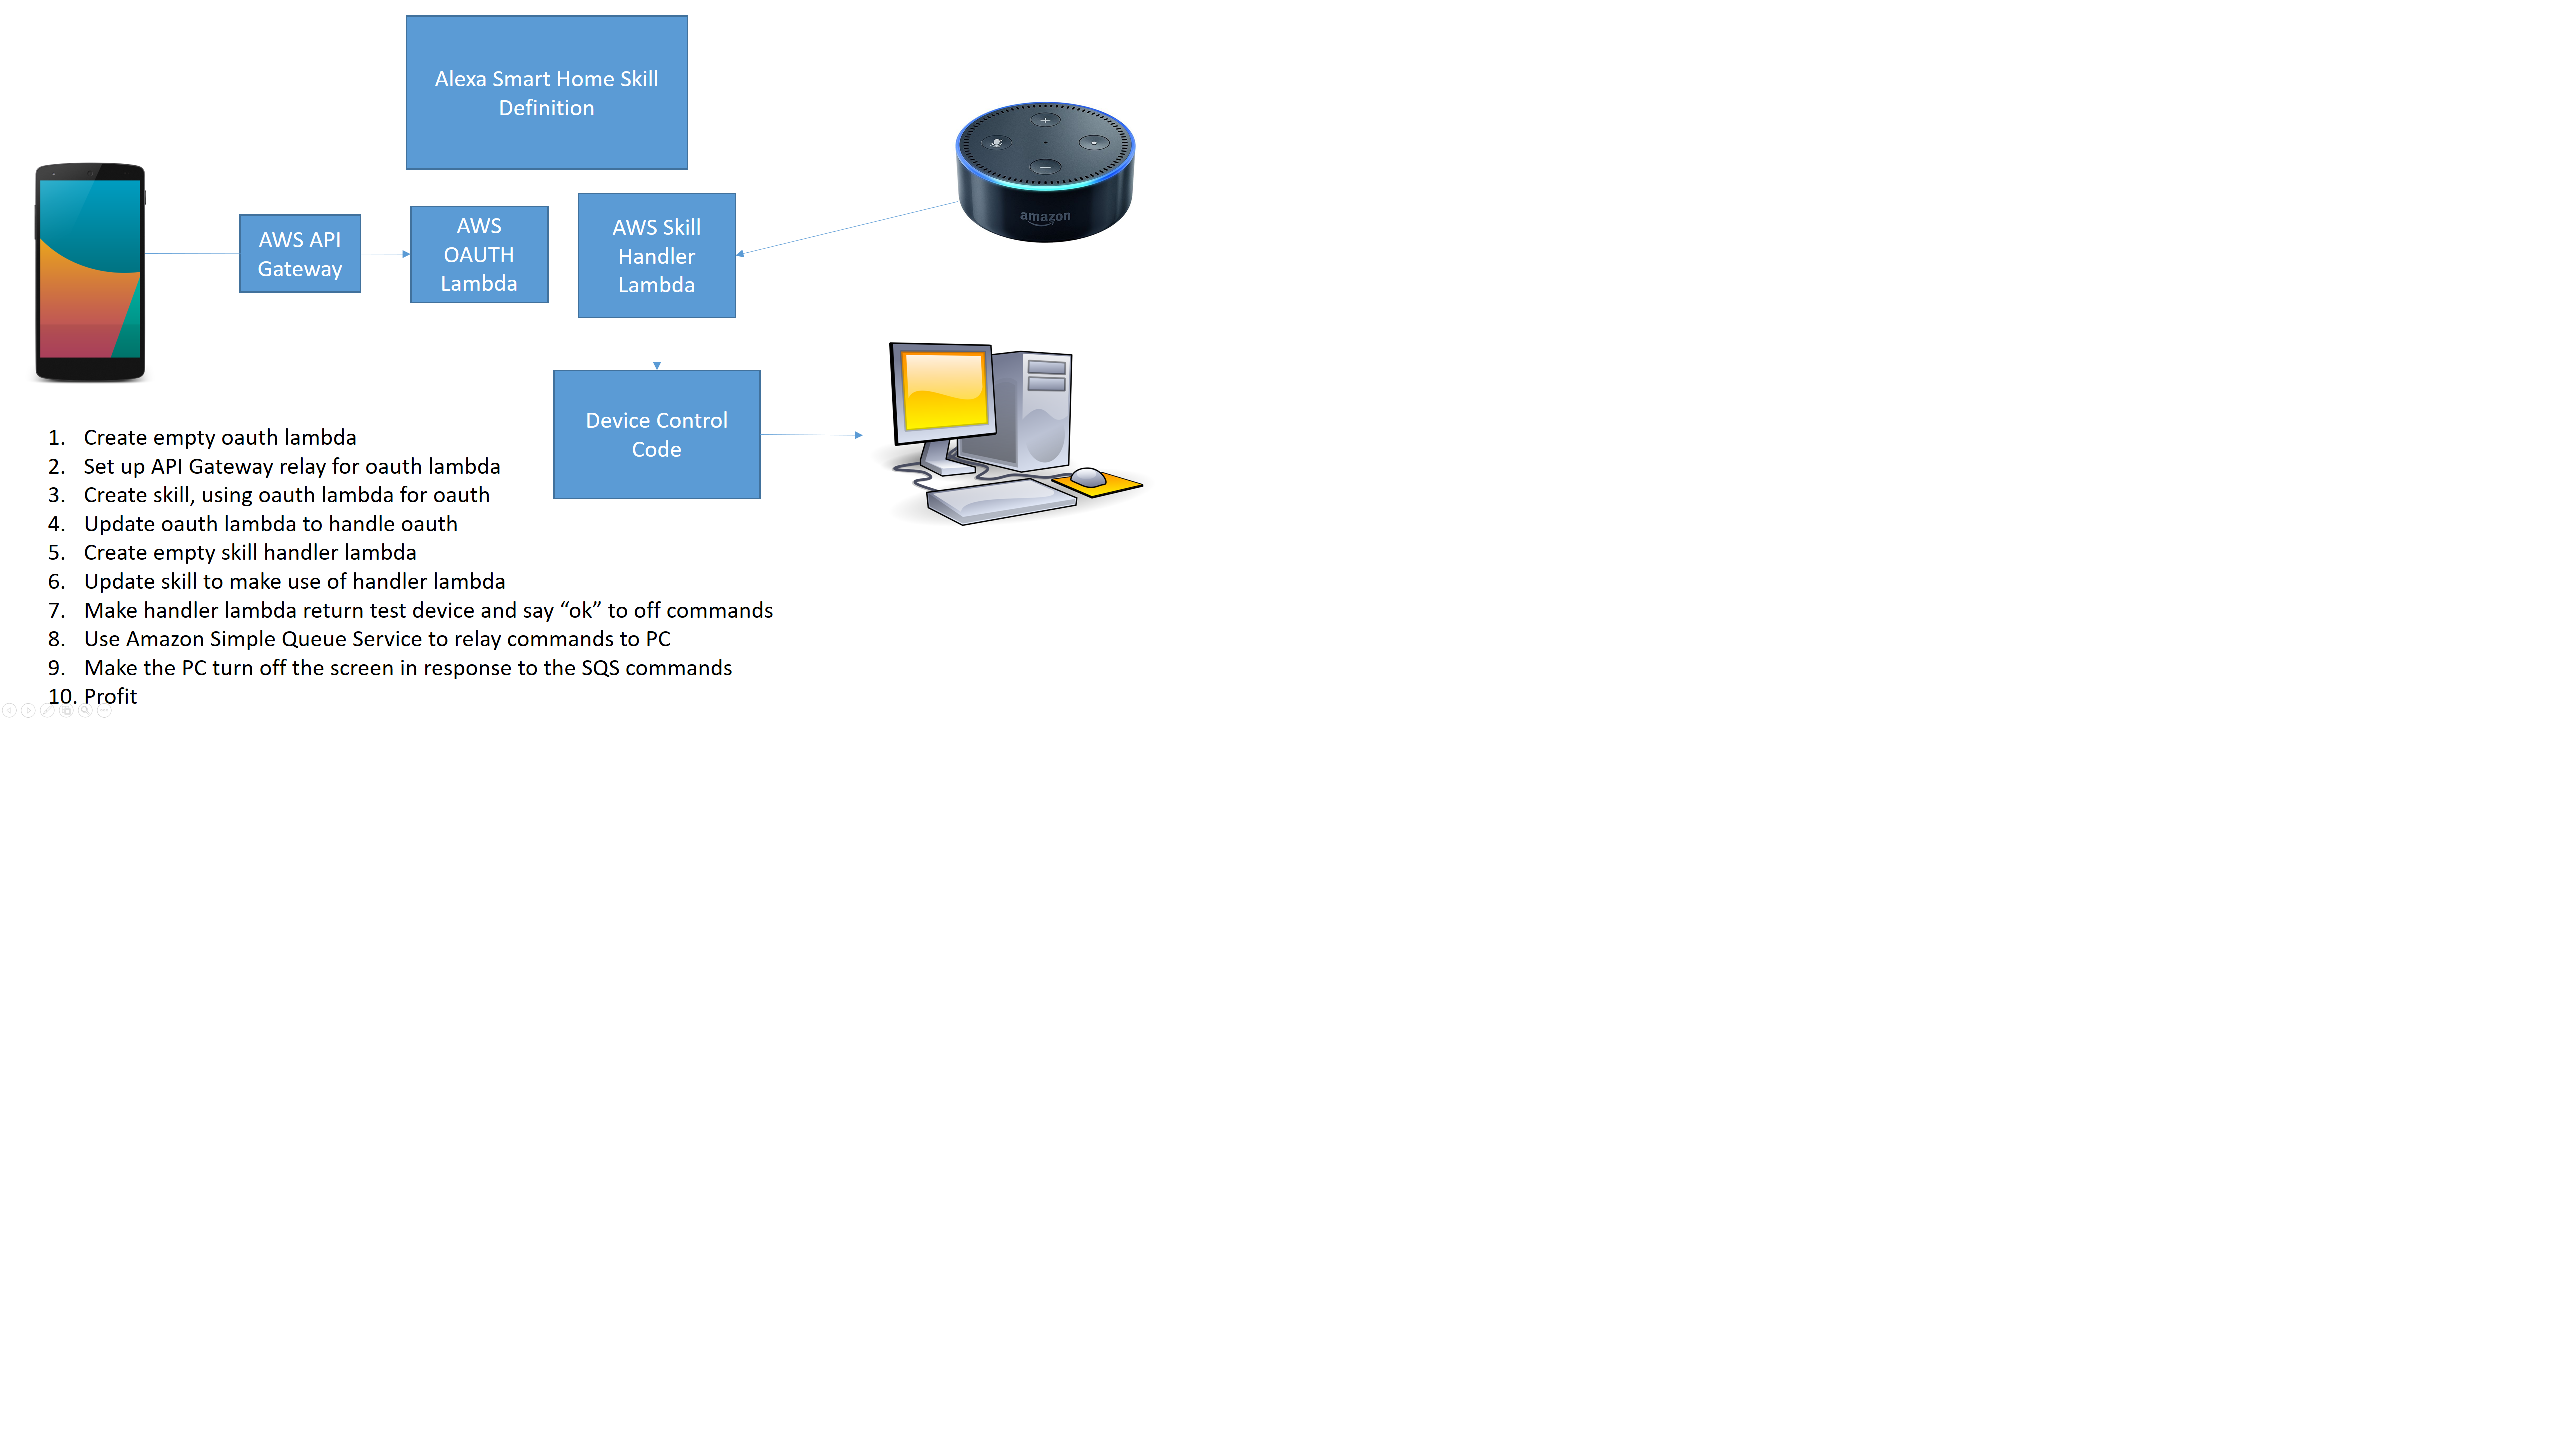 Alexa Smart Home Skill
Definition
AWS API
Gateway
AWS
OAUTH
Lambda
AWS Skill
Handler
Lambda
amazon
Device Control
Code
1. Create empty oauth lambda
2. Set up API Gateway relay for oauth lambda
3. Create skill, using oauth lambda for oauth
4. Update oauth lambda to handle oauth
5. Create empty skill handler lambda
6. Update skill to make use of handler lambda
7. Make handler lambda return test device and say “ok” to off commands
8. Use Amazon Simple Queue Service to relay commands to PC
9. Make the PC turn off the screen in response to the SQS commands
10. Profit